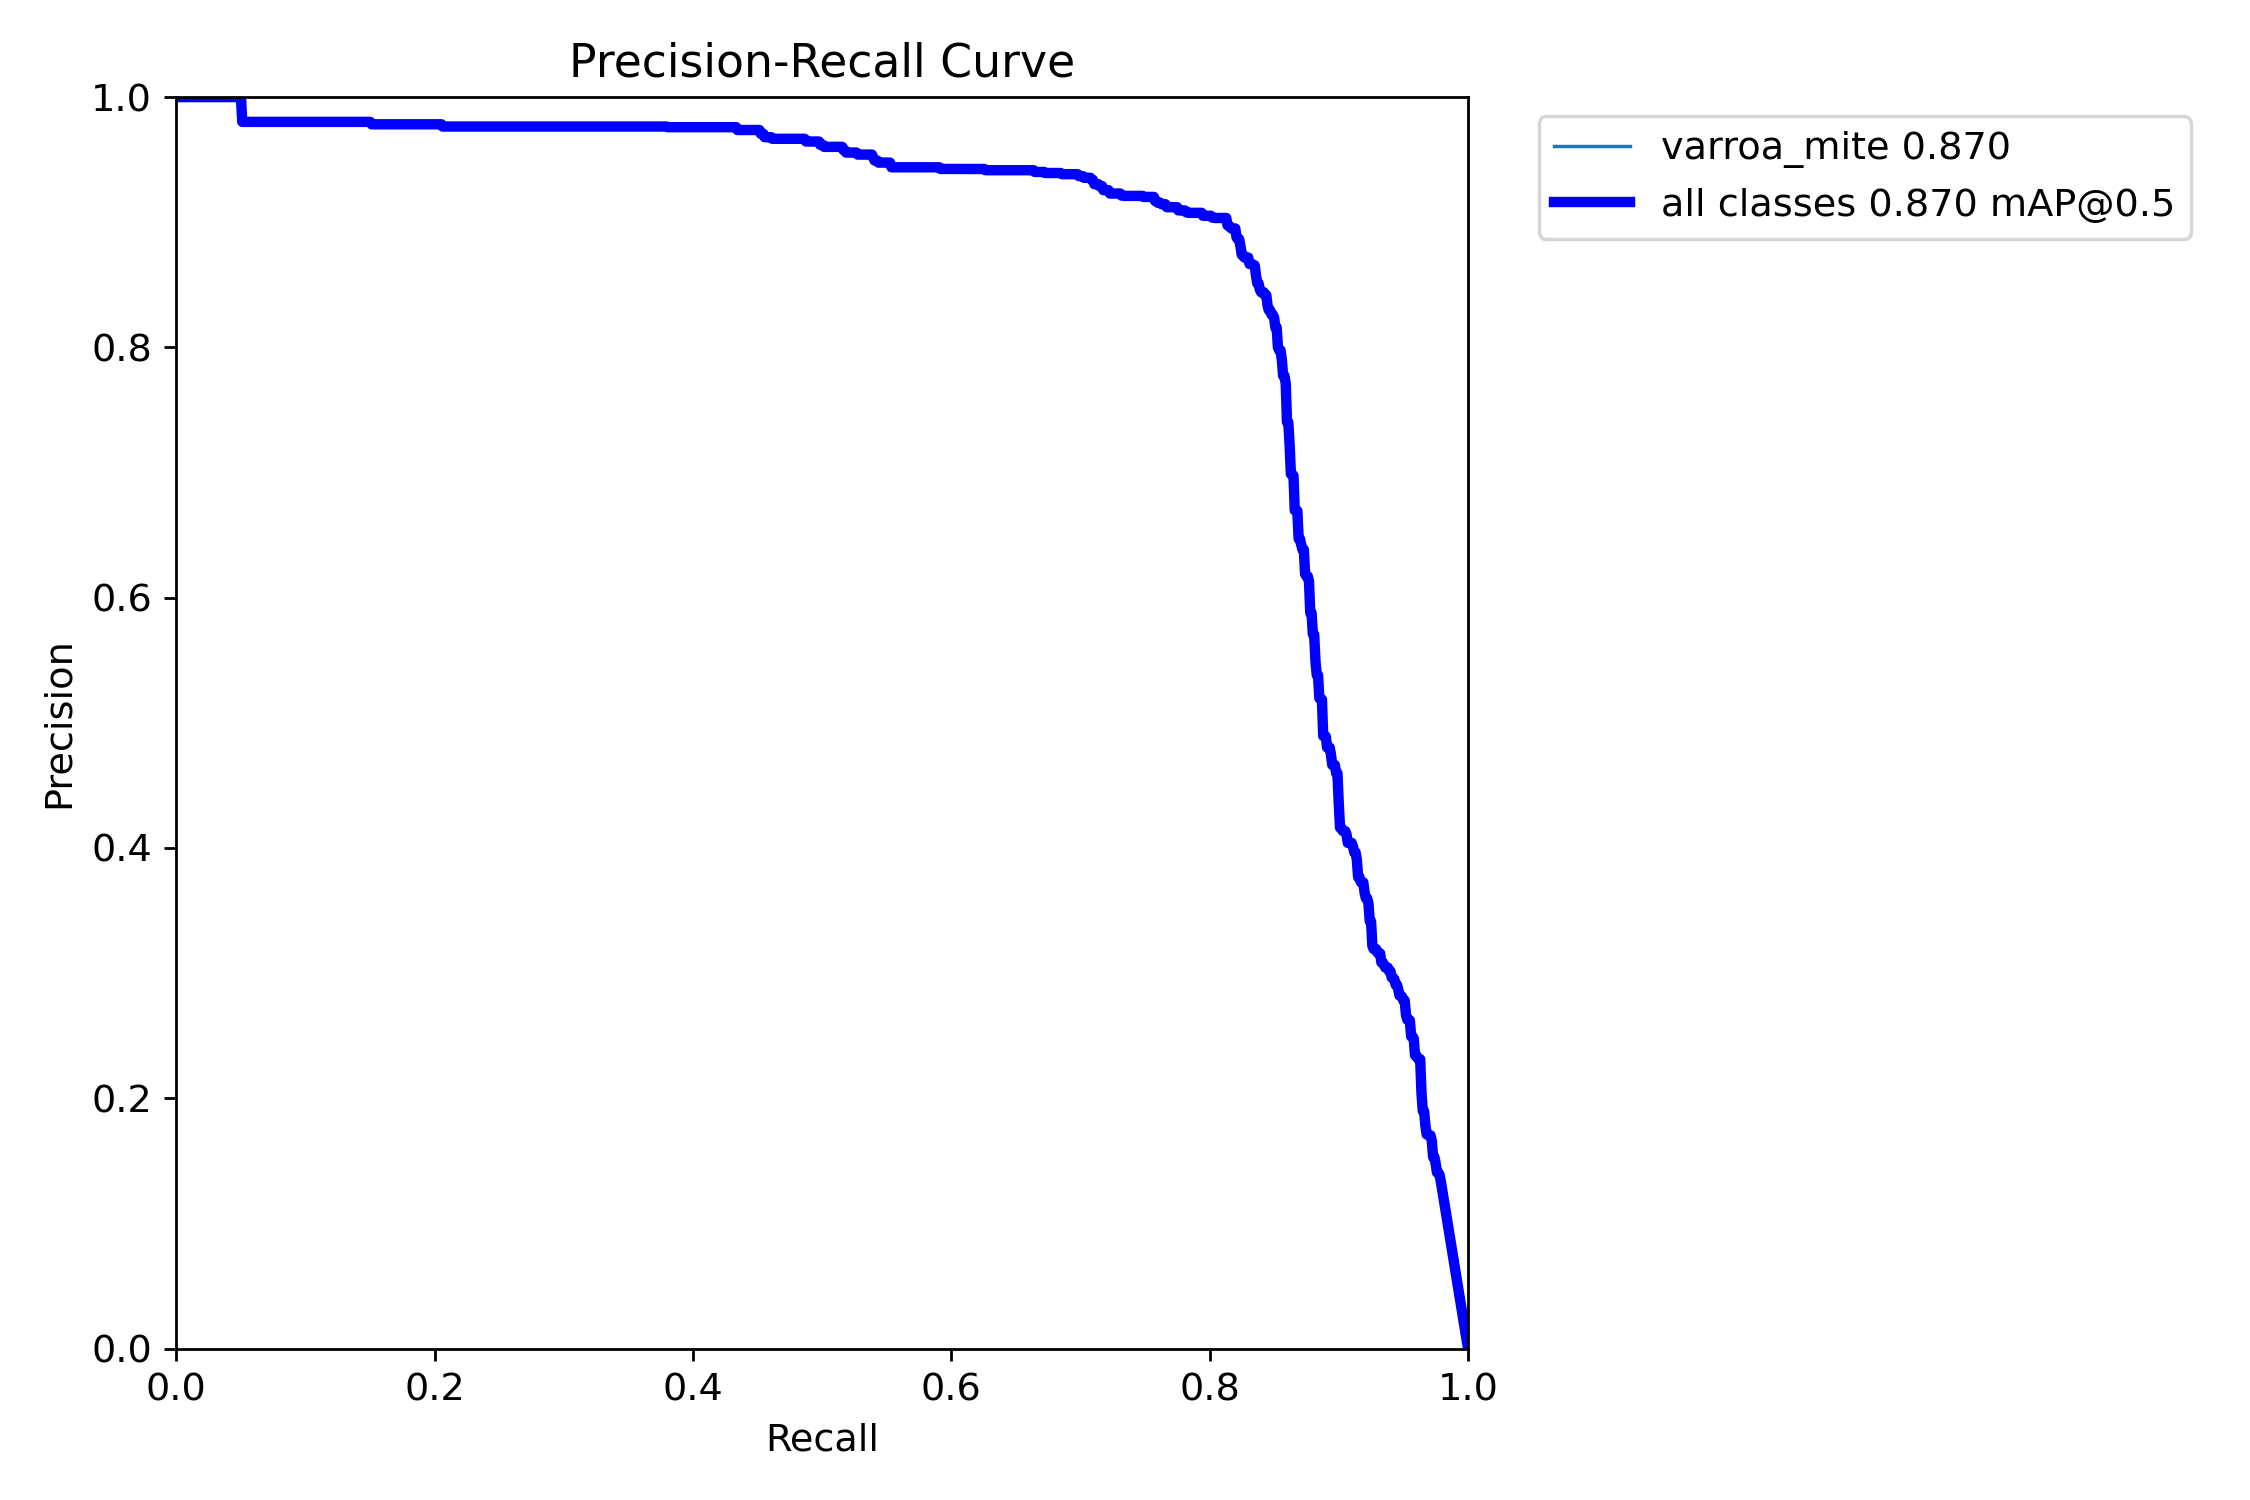 Precision-Recall Curve
varroa_mite 0.870
all classes 0.870 mAP@0.5
1.0
0.8
0.6
0.4
0.2
0.0
Precision
0.0 0.2 0.4 0.6 0.8 1.0
Recall